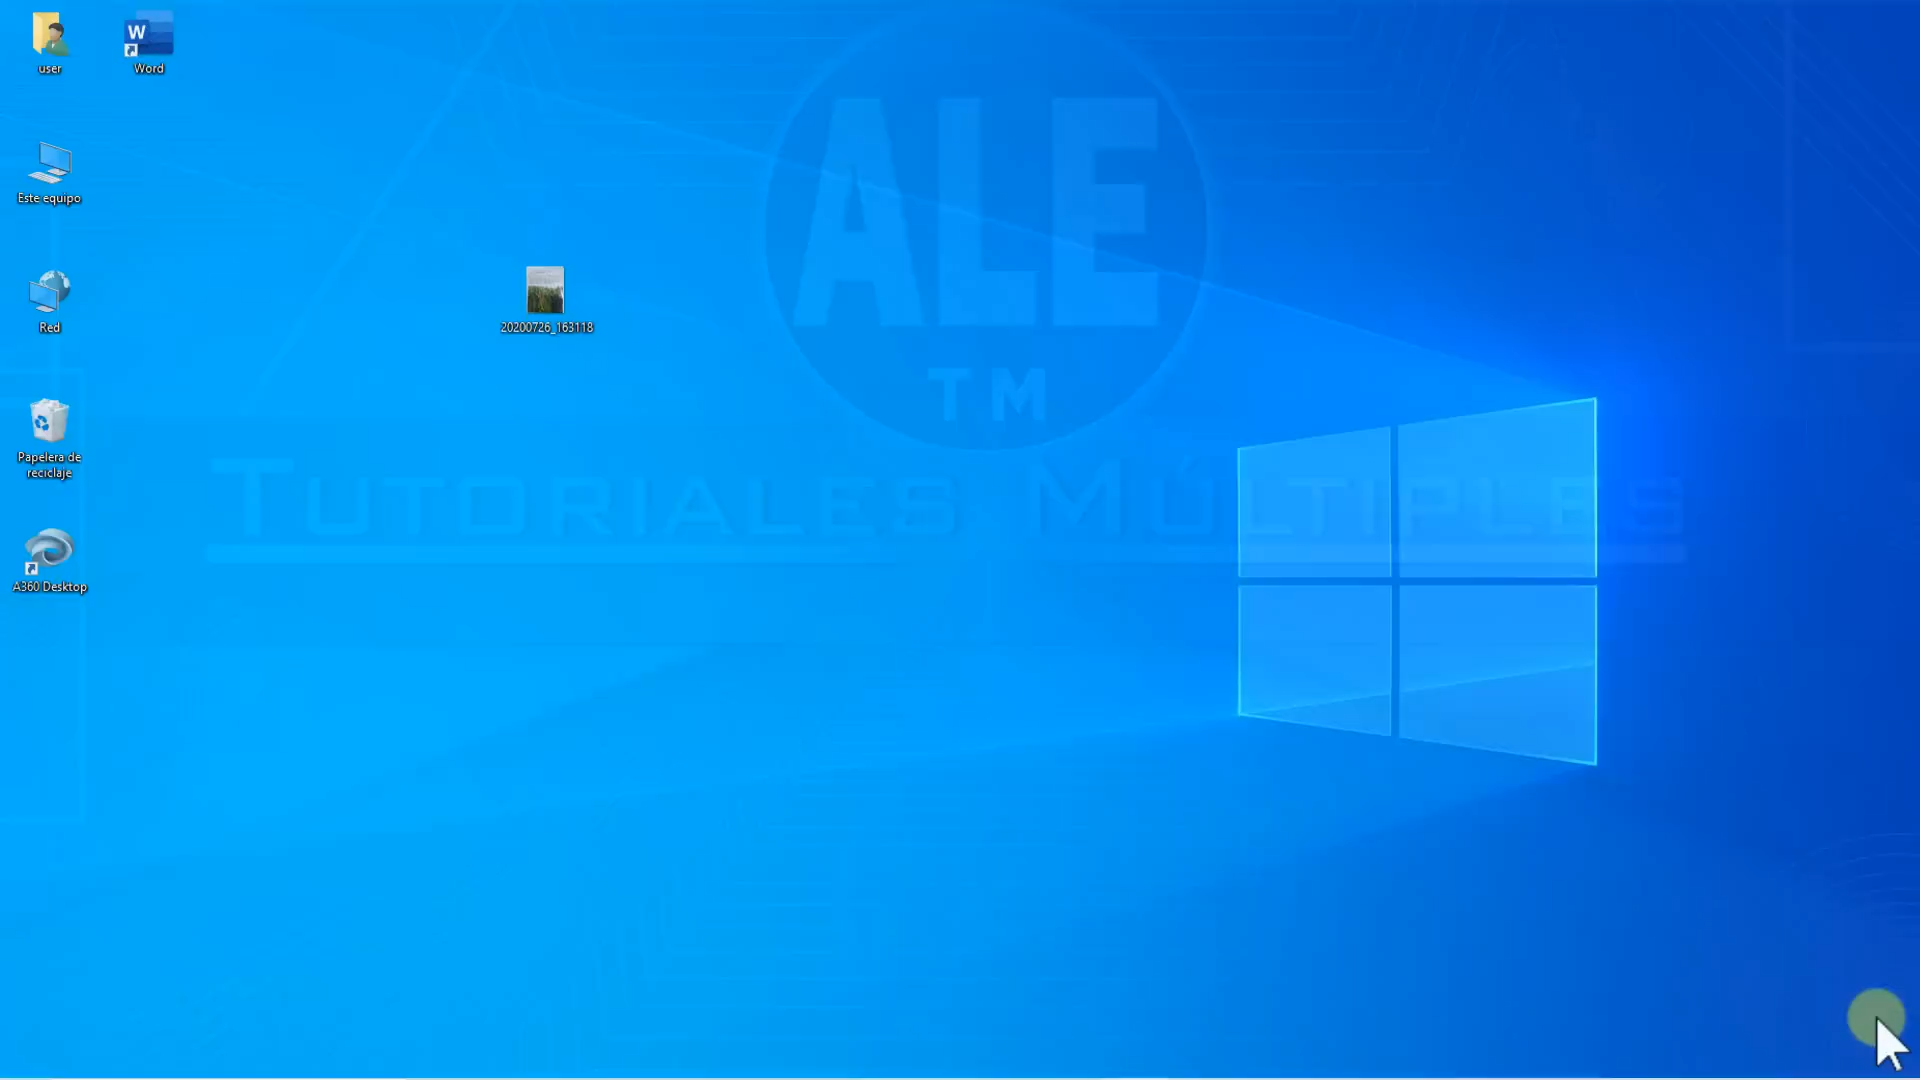 user
Word
Este equipo
Red
20200726_163118
Papelera de
reciclaje
A360 Desktop
W
ALE
TM
TUTORIALES MÚLTIPLES